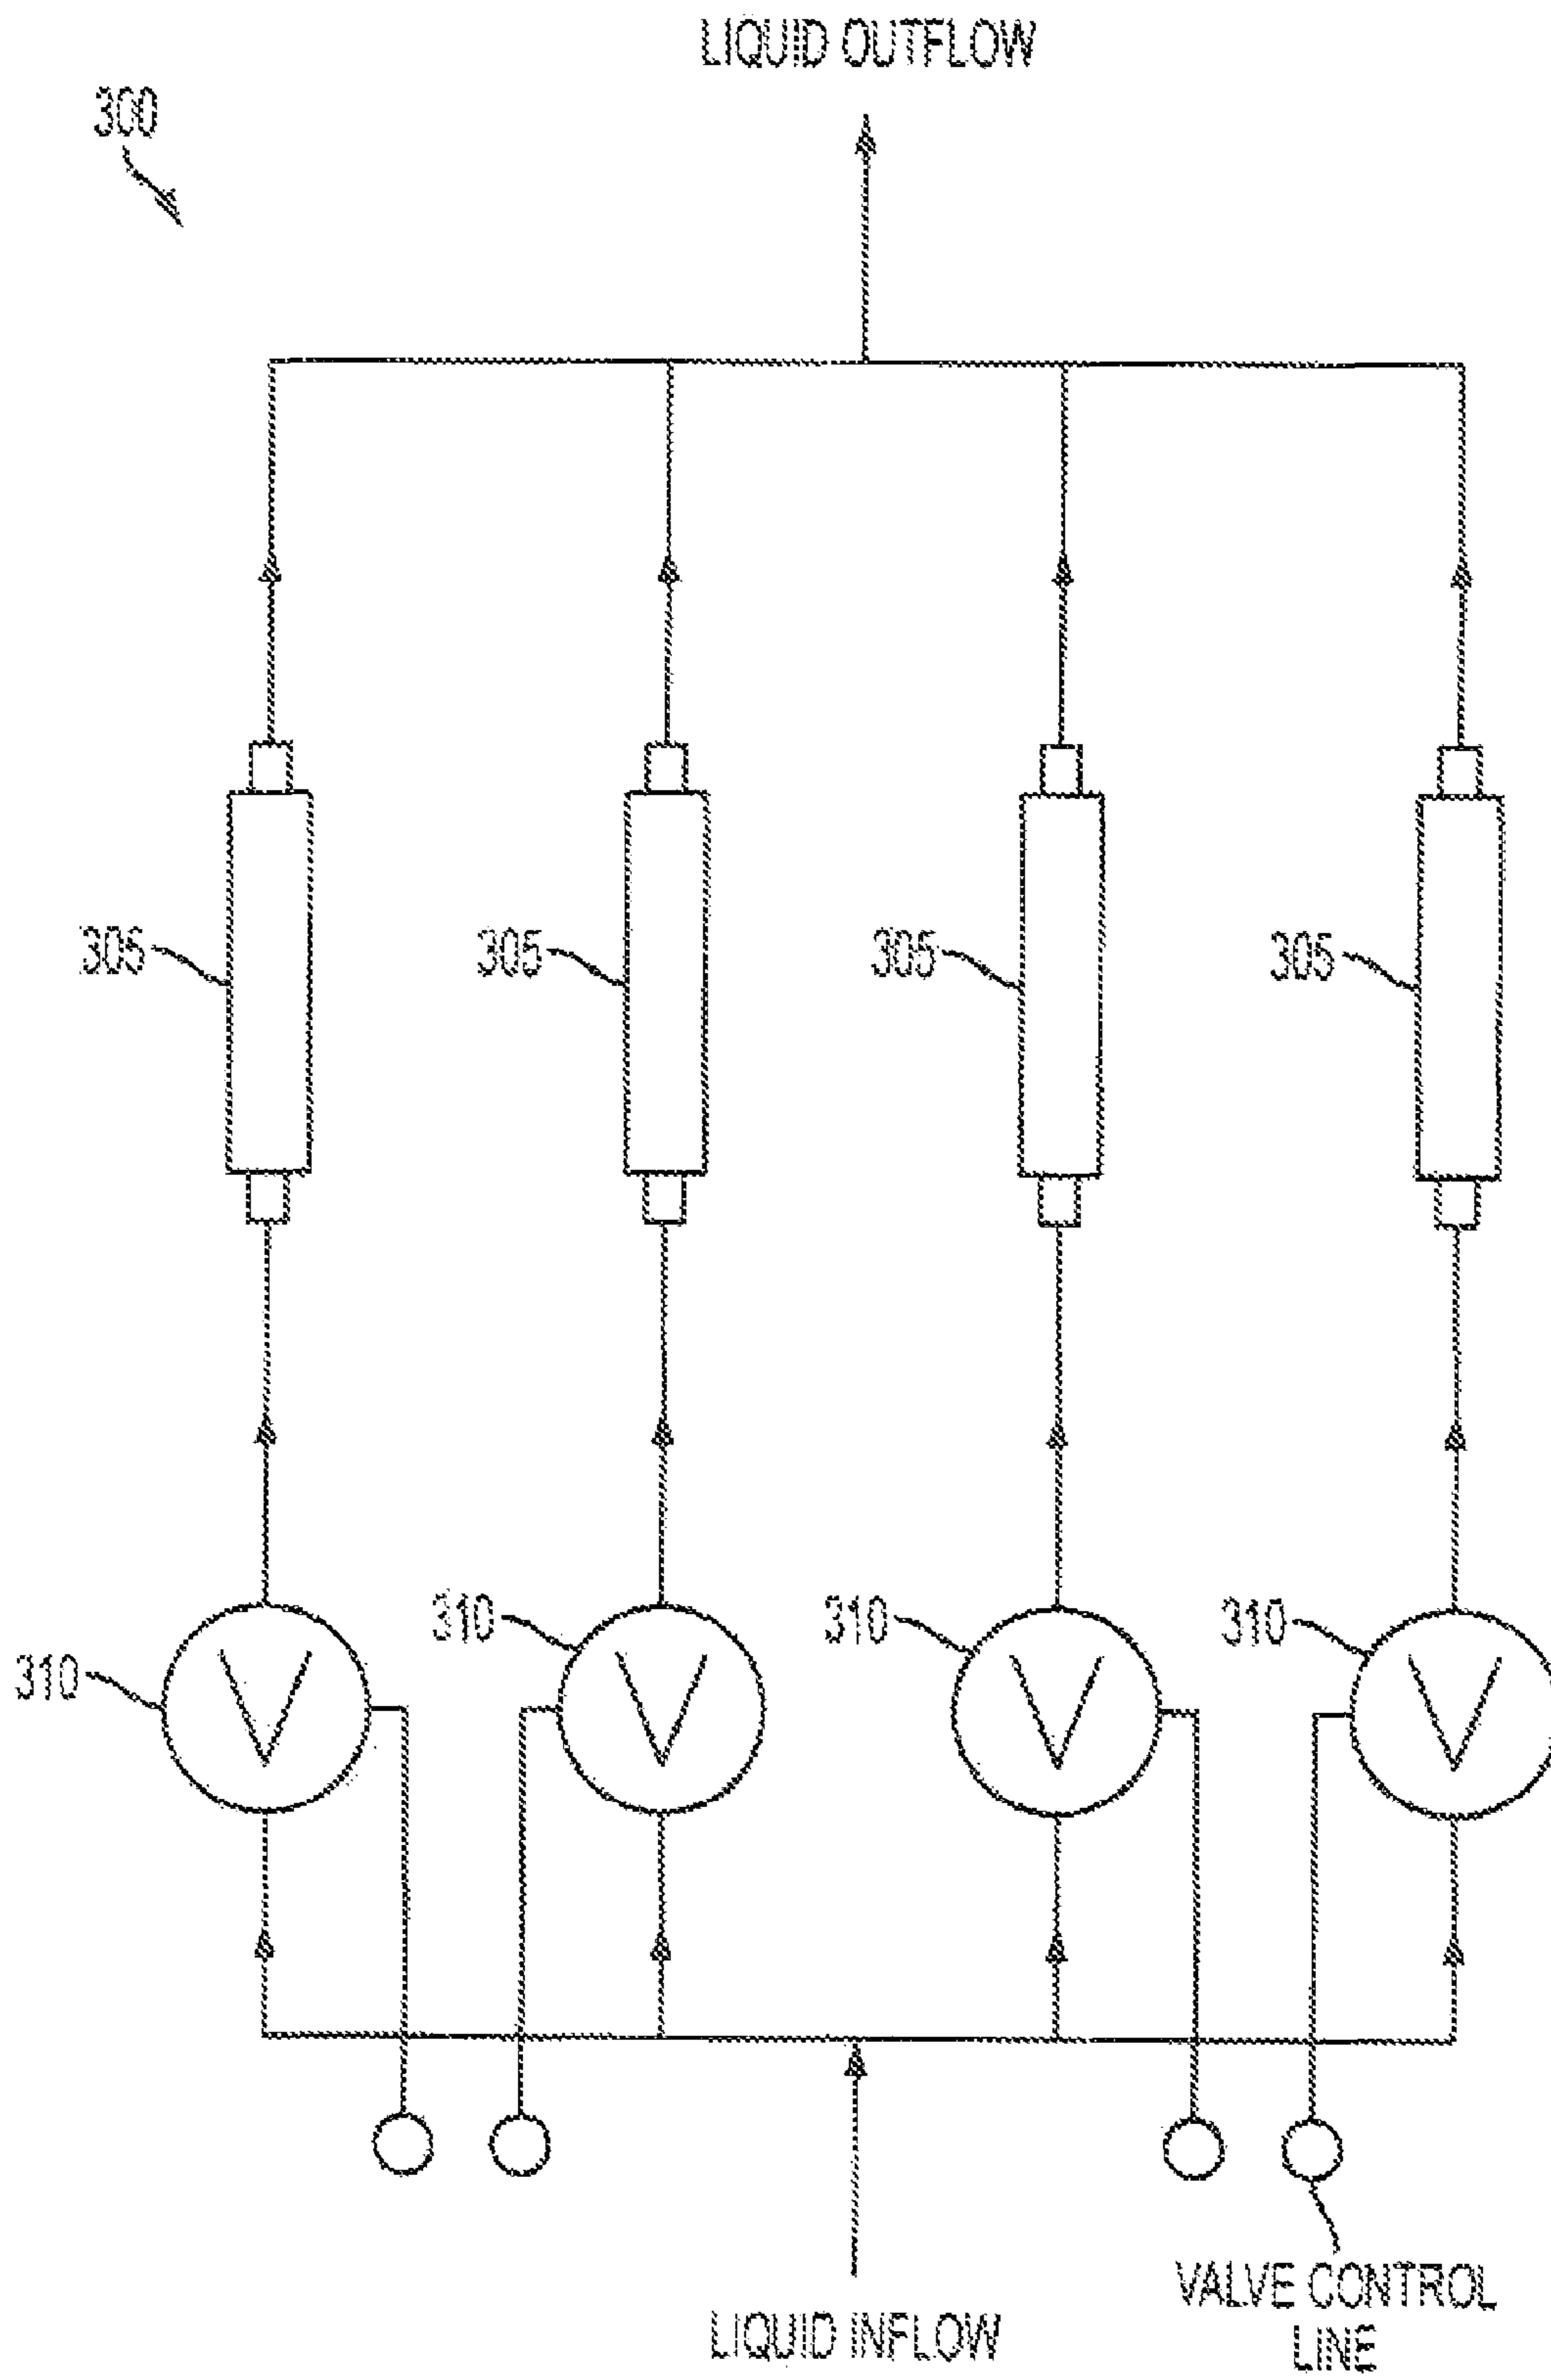 LIQUID OUTFLOW
300
305
305
305
305
310
310
310
310
V
V
V
V
LIQUID INFLOW
VALVE CONTROL
LINE